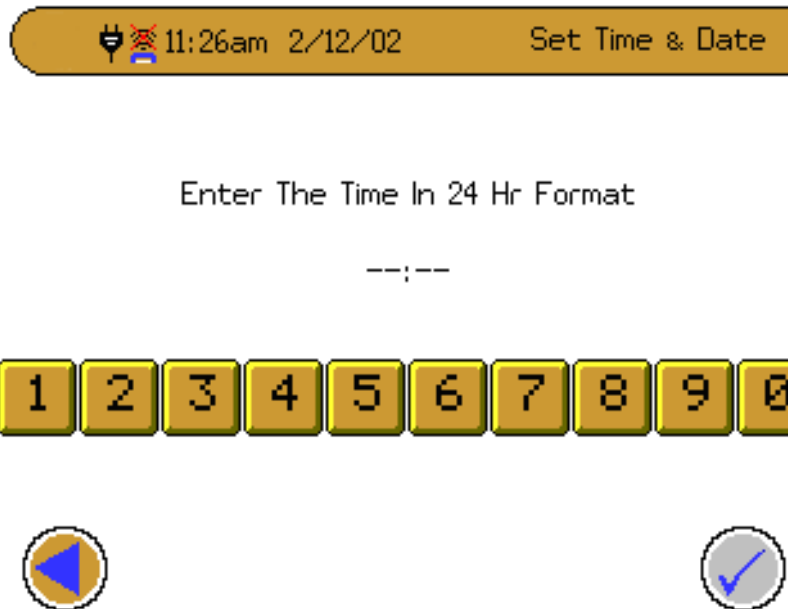 11:26am 2/12/02 Set Time & Date
Enter The Time In 24 Hr Format
--:--
1 2 3 4 5 6 7 8 9 0